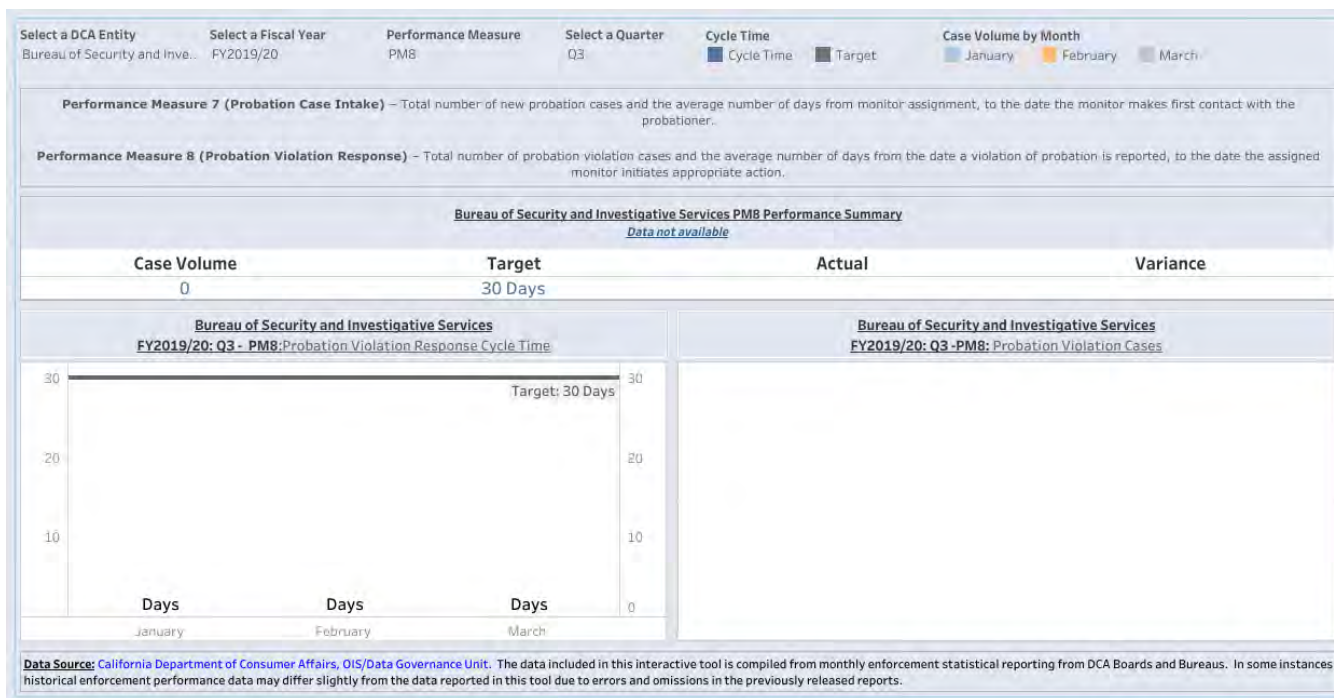 Select a DCA Entity Select a Fiscal Year Performance Measure Select a Quarter Cycle Time Case Volume by Month
Bureau of Security and Inve.. FY2019/20 PM8 Q3 Cycle Time Target January February March
Performance Measure 7 (Probation Case Intake) – Total number of new probation cases and the average number of days from monitor assignment, to the date the monitor makes first contact with the
probationer..
Performance Measure 8 (Probation Violation Response) – Total number of probation violation cases and the average number of days from the date a violation of probation is reported, to the date the assigned
monitor initiates appropriate action.
Bureau of Security and Investigative Services PM8 Performance Summary
Data not available
Case Volume Target Actual Variance
0 30 Days
Bureau of Security and Investigative Services
FY2019/20: Q3 - PM8:Probation Violation Response Cycle Time
30 30
Target: 30 Days
20 20
10 10
Days Days Days 0
January February March
Bureau of Security and Investigative Services
FY2019/20: Q3 -PM8: Probation Violation Cases
Data Source: California Department of Consumer Affairs, OIS/Data Governance Unit. The data included in this interactive tool is compiled from monthly enforcement statistical reporting from DCA Boards and Bureaus. In some instances
historical enforcement performance data may differ slightly from the data reported in this tool due to errors and omissions in the previously released reports.